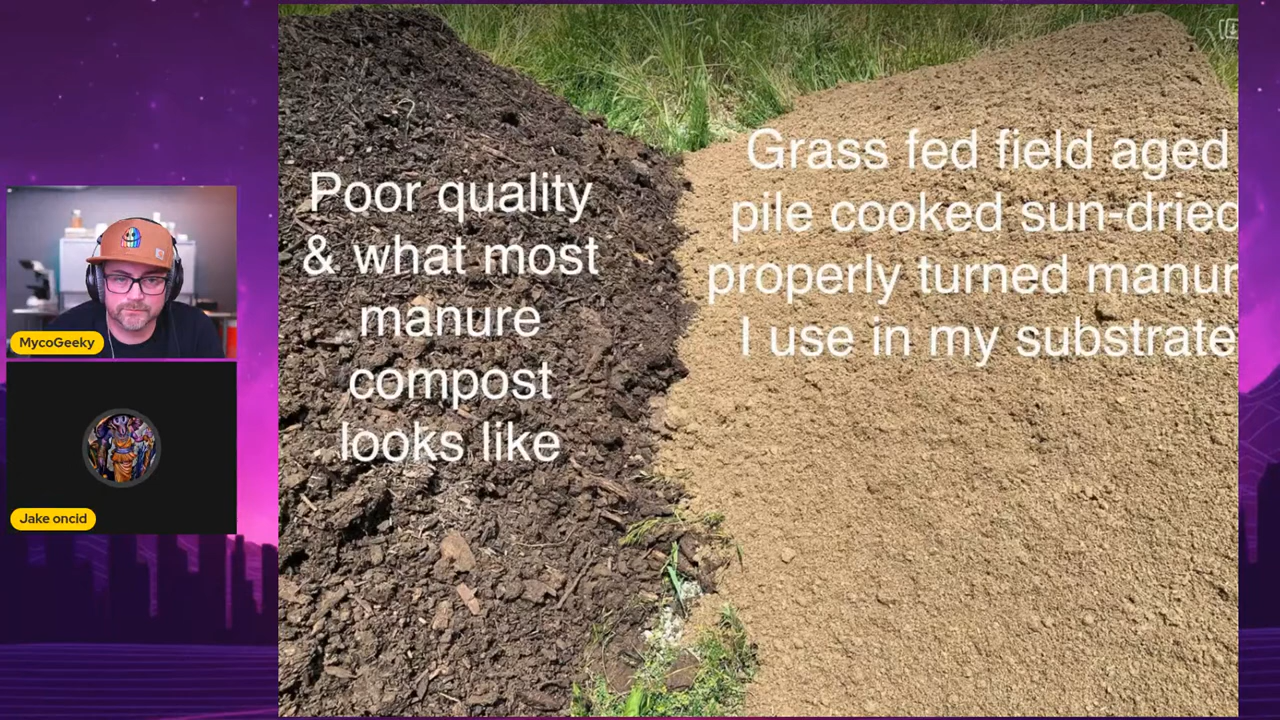 Poor quality
& what most
manure
compost
looks like
Grass fed field aged
pile cooked sun-dried
properly turned manur
I use in my substrate
MycoGeeky
Jake oncid